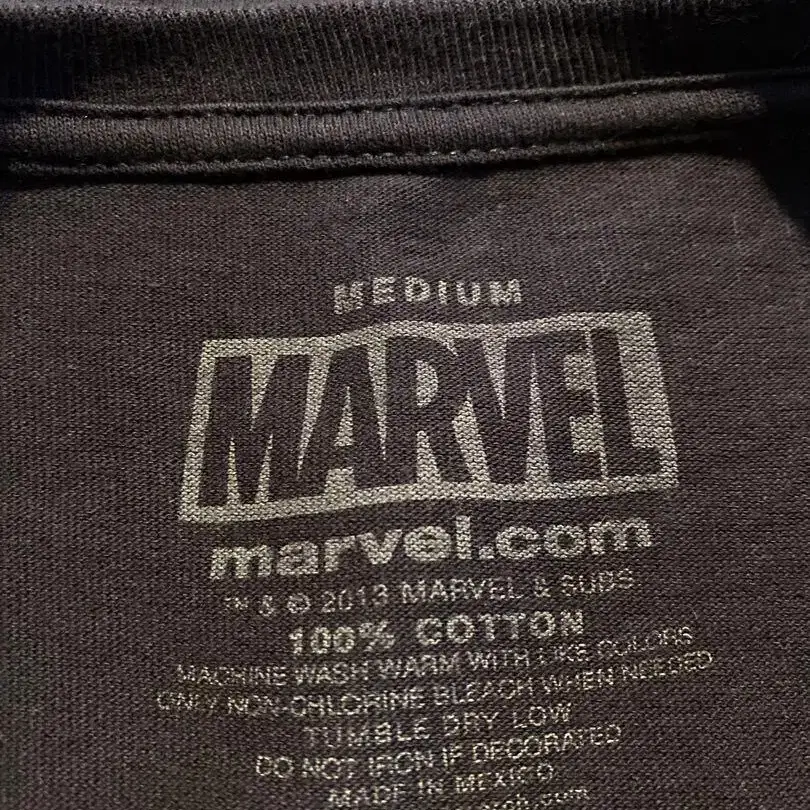 MEDIUM
MARVEL
marvel.com
™ & © 2013 MARVEL & SUBS
100% COTTON
MACHINE WASH WARM WITH LIKE COLORS
ONLY NON-CHLORINE BLEACH WHEN NEEDED
TUMBLE DRY LOW
DO NOT IRON IF DECORATED
MADE IN MEXICO